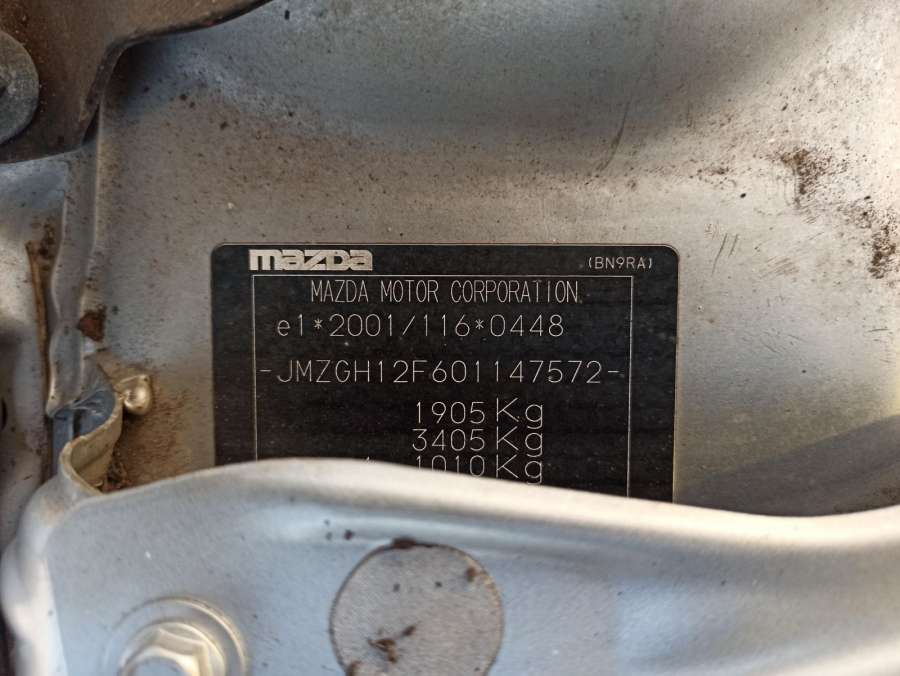 mazda (BN9RA)
MAZDA MOTOR CORPORATION
e1*2001/116*0448
-JMZGH12F601147572-
1905 Kg
3405 Kg
1010 Kg